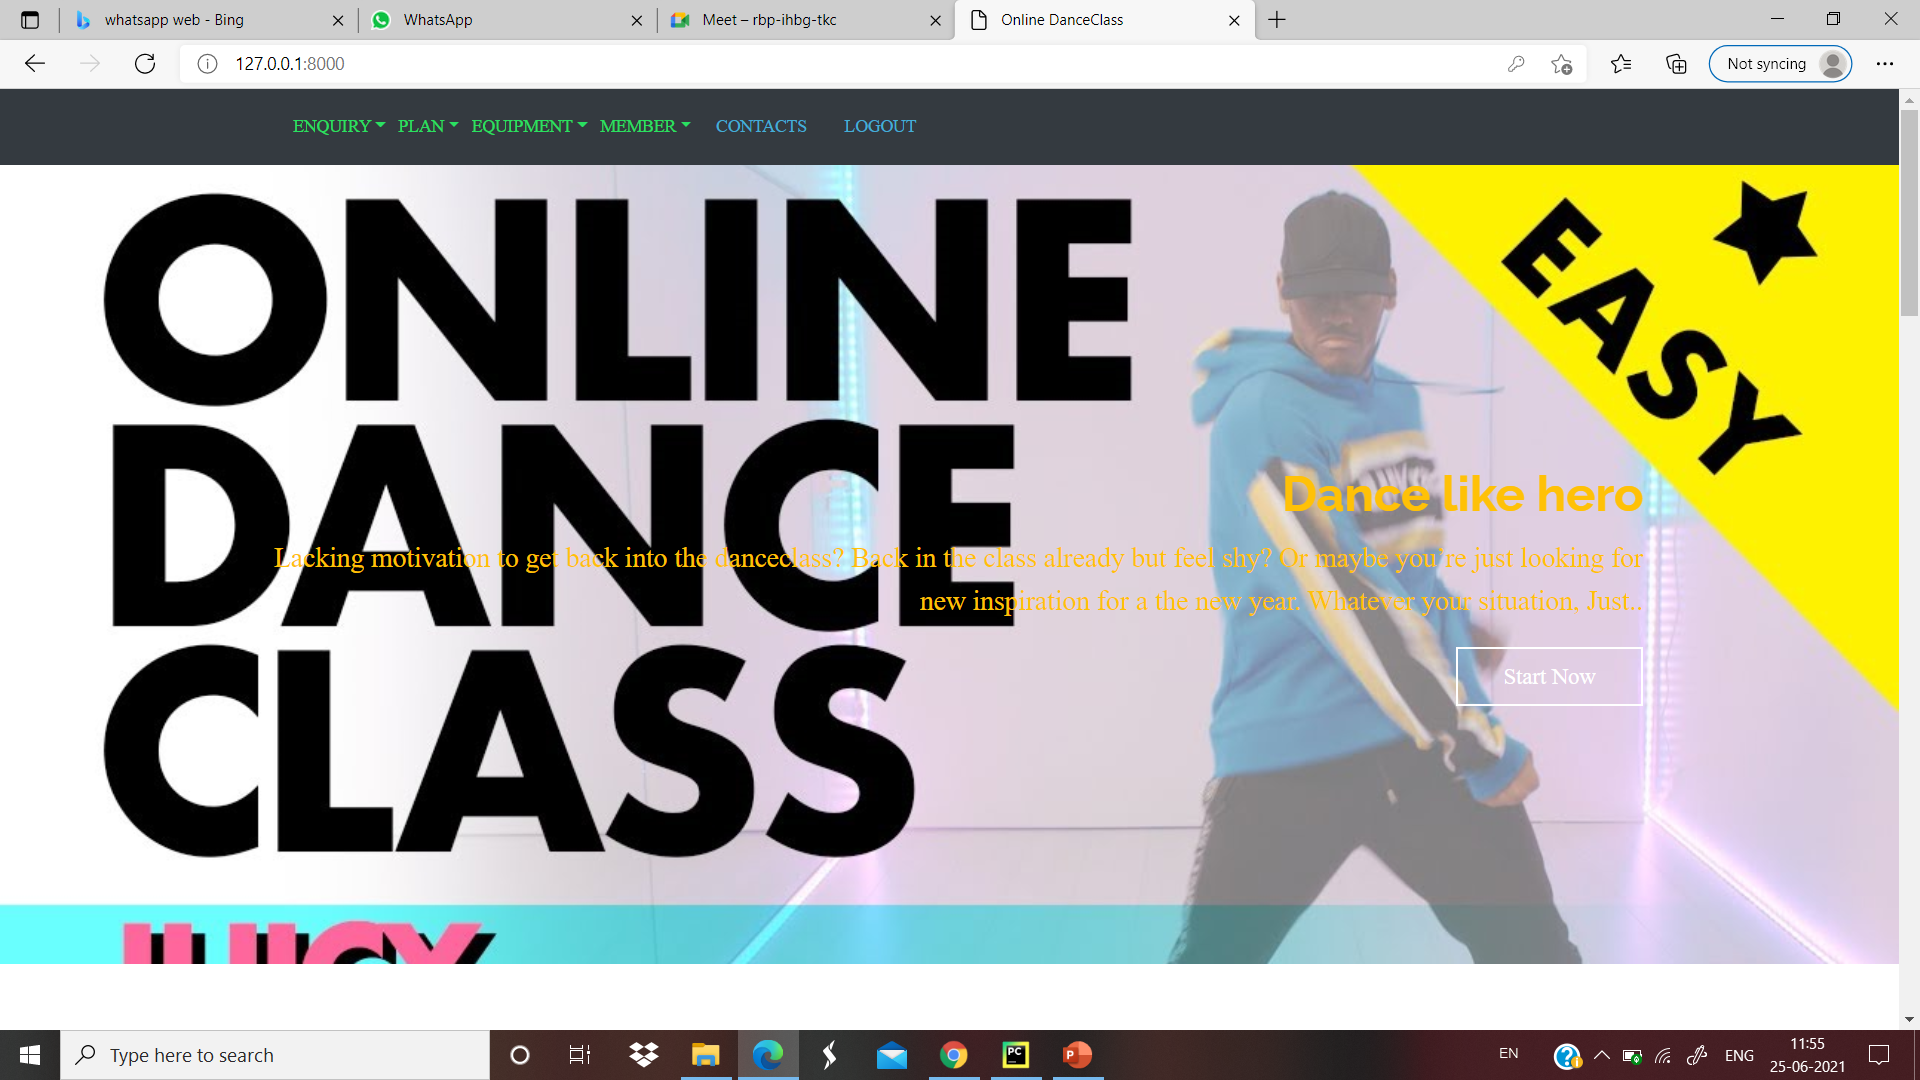 whatsapp web - Bing
WhatsApp
Meet – rbp-ihbg-tkc
Online DanceClass
127.0.0.1:8000
Not syncing
ENQUIRY PLAN EQUIPMENT MEMBER CONTACTS LOGOUT
ONLINE
DANCE
CLASS
EASY
Dance like hero
Lacking motivation to get back into the danceclass? Back in the class already but feel shy? Or maybe you’re just looking for
new inspiration for a the new year. Whatever your situation, Just..
Start Now
JUICY
Type here to search
PC
P
EN
ENG
11:55
25-06-2021